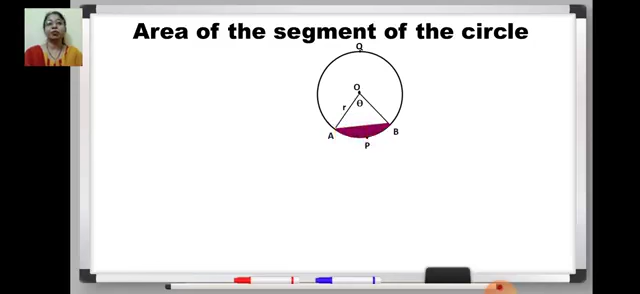 Area of the segment of the circle
Q
O
r θ
A B
P